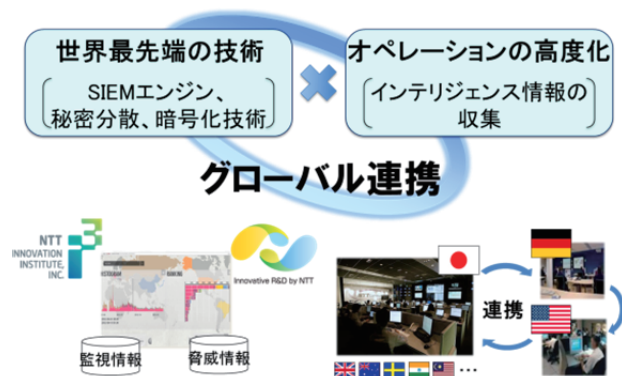 世界最先端の技術
SIEMエンジン、
秘密分散、暗号化技術
オペレーションの高度化
インテリジェンス情報の
収集
グローバル連携
NTT
INNOVATION
INSTITUTE,
INC.
i3
Innovative R&D by NTT
監視情報
脅威情報
連携
…